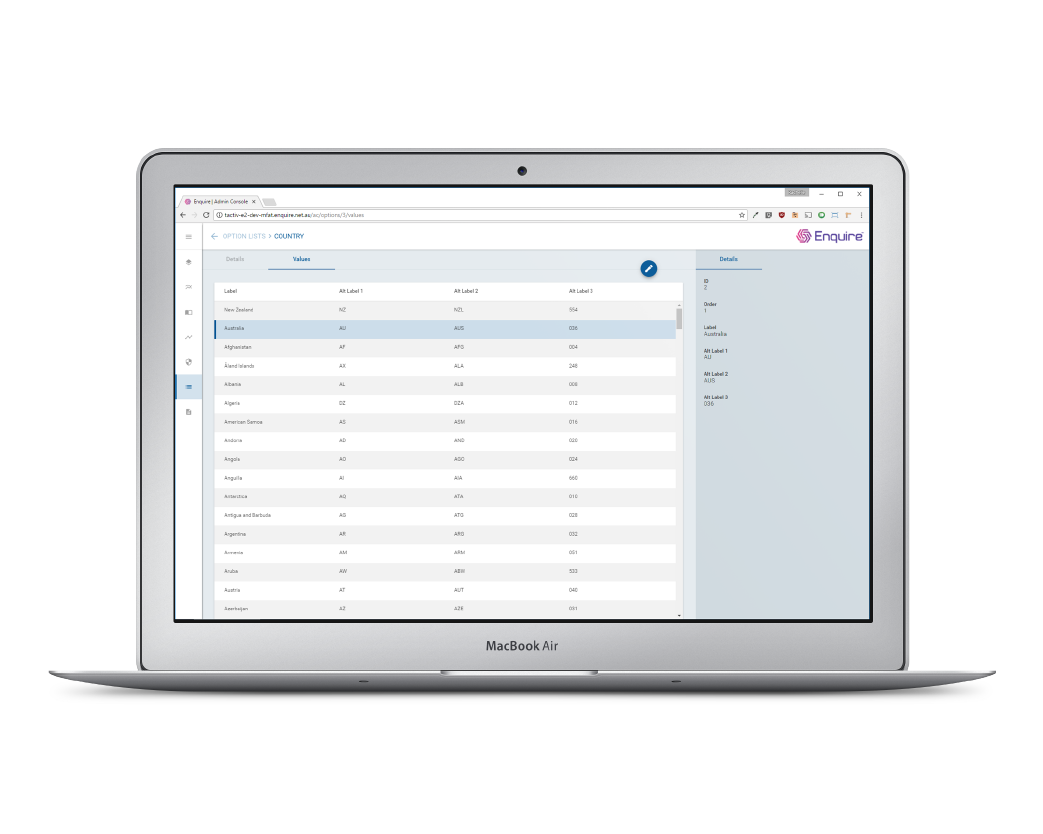 Enquire | Admin Console
tactiv-e2-dev-mfat.enquire.net.au/ac/options/3/values
OPTION LISTS > COUNTRY
Enquire
Details Values
Details
Label Alt Label 1 Alt Label 2 Alt Label 3
New Zealand NZ NZL 554
Australia AU AUS 036
Afghanistan AF AFG 004
Åland Islands AX ALA 248
Albania AL ALB 008
Algeria DZ DZA 012
American Samoa AS ASM 016
Andorra AD AND 020
Angola AO AGO 024
Anguilla AI AIA 660
Antarctica AQ ATA 010
Antigua and Barbuda AG ATG 028
Argentina AR ARG 032
Armenia AM ARM 051
Aruba AW ABW 533
Austria AT AUT 040
Azerbaijan AZ AZE 031
ID
2
Order
1
Label
Australia
Alt Label 1
AU
Alt Label 2
AUS
Alt Label 3
036
MacBook Air